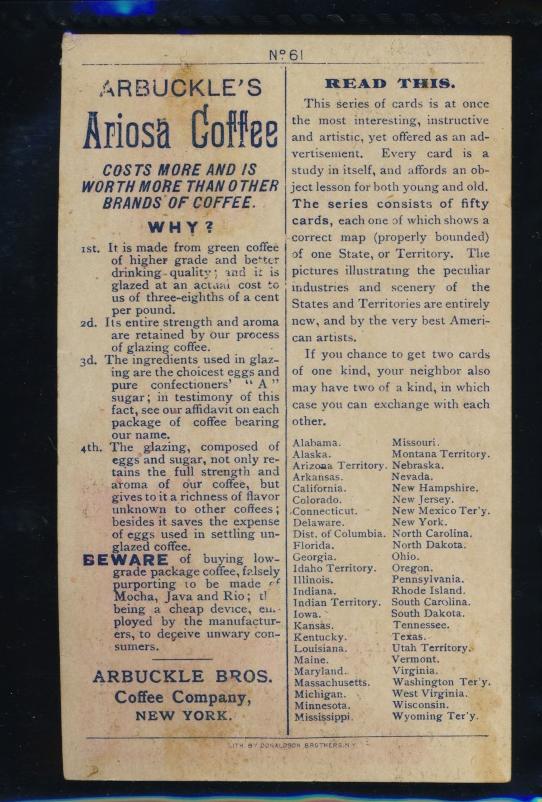 No 61
ARBUCKLE'S
Ariosa Coffee
COSTS MORE AND IS
WORTH MORE THAN OTHER
BRANDS OF COFFEE.
WHY?
1st. It is made from green coffee
of higher grade and better
drinking-quality; and it is
glazed at an actual cost to
us of three-eighths of a cent
per pound.
2d. Its entire strength and aroma
are retained by our process
of glazing coffee.
3d. The ingredients used in glaz-
ing are the choicest eggs and
pure confectioners' "A"
sugar; in testimony of this
fact, see our affidavit on each
package of coffee bearing
our name.
4th. The glazing, composed of
eggs and sugar, not only re-
tains the full strength and
aroma of our coffee, but
gives to it a richness of flavor
unknown to other coffees;
besides it saves the expense
of eggs used in settling un-
glazed coffee.
BEWARE of buying low-
grade package coffee, falsely
purporting to be made of
Mocha, Java and Rio;
being a cheap device, em-
ployed by the manufactur-
ers, to deceive unwary con-
sumers.
ARBUCKLE BROS.
Coffee Company,
NEW YORK.
READ THIS.
This series of cards is at once
the most interesting, instructive
and artistic, yet offered as an ad-
vertisement. Every card is a
study in itself, and affords an ob-
ject lesson for both young and old.
The series consists of fifty
cards, each one of which shows a
correct map (properly bounded)
of one State, or Territory. The
pictures illustrating the peculiar
industries and scenery of the
States and Territories are entirely
new, and by the very best Ameri-
can artists.
If you chance to get two cards
of one kind, your neighbor also
may have two of a kind, in which
case you can exchange with each
other.
Alabama.
Alaska.
Arizona Territory.
Arkansas.
California.
Colorado.
Connecticut.
Delaware.
Dist. of Columbia.
Florida.
Georgia.
Idaho Territory.
Illinois.
Indiana.
Indian Territory.
Iowa.
Kansas.
Kentucky.
Louisiana.
Maine.
Maryland.
Massachusetts.
Michigan.
Minnesota.
Mississippi.
Missouri.
Montana Territory.
Nebraska.
Nevada.
New Hampshire.
New Jersey.
New Mexico Ter'y.
New York.
North Carolina.
North Dakota.
Ohio.
Oregon.
Pennsylvania.
Rhode Island.
South Carolina.
South Dakota.
Tennessee.
Texas.
Utah Territory.
Vermont.
Virginia.
Washington Ter'y.
West Virginia.
Wisconsin.
Wyoming Ter'y.
LITH. BY DONALDSON BROTHERS, N.Y.